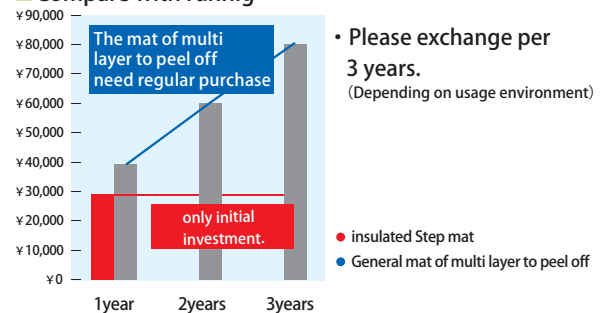 Compare with runnig
¥90,000
¥80,000
¥70,000
¥60,000
¥50,000
¥40,000
¥30,000
¥20,000
¥10,000
¥0
The mat of multi
layer to peel off
need regular purchase
only initial
investment.
1year 2years 3years
・Please exchange per
3 years.
(Depending on usage environment)
insulated Step mat
General mat of multi layer to peel off